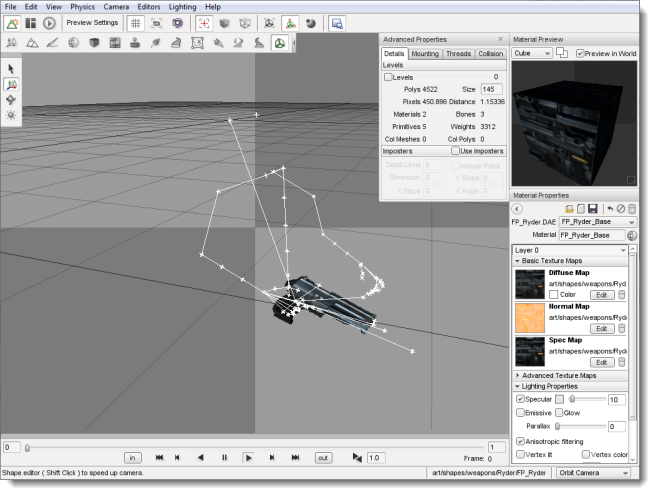 File Edit View Physics Camera Editors Lighting Help
Preview Settings
Advanced Properties
Details Mounting Threads Collision
Levels
Levels 0
Polys 4522 Size 145
Pixels 450.886 Distance 1.15336
Materials 2 Bones 3
Primitives 5 Weights 3312
Col Meshes 0 Col Polys 0
Imposters Use Imposters
Detail Level 0 Include Poles
Dimension 0 Y Steps 0
X Steps 0 Y Angle 0
Material Preview
Cube Preview in World
Material Properties
FP_Ryder.DAE FP_Ryder_Base
Material FP_Ryder_Base
Layer 0
Basic Texture Maps
Diffuse Map
art/shapes/weapons/Ryd
Color Edit
Normal Map
art/shapes/weapons/Ryder
Edit
Spec Map
art/shapes/weapons/Ryder
Edit
Advanced Texture Maps
Lighting Properties
Specular 10
Emissive Glow
Parallax 0
Anisotropic filtering
Vertex lit Vertex color
0 1
in out 1.0 Frame: 0
Shape editor ( Shift Click ) to speed up camera. art/shapes/weapons/Ryder/FP_Ryder Orbit Camera